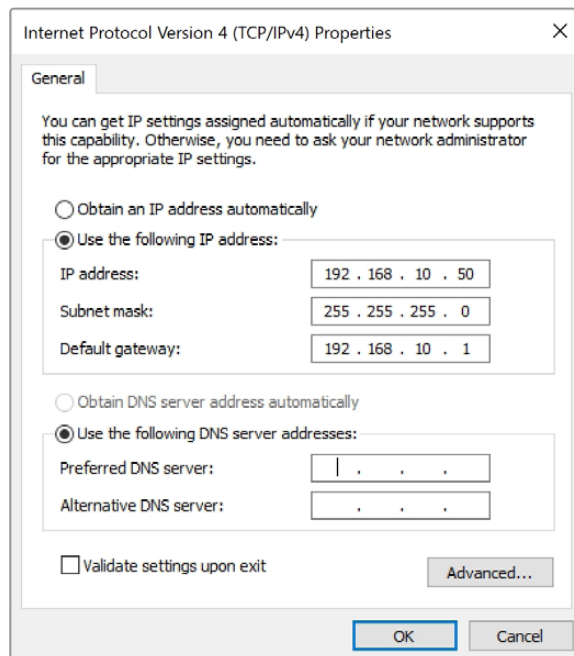 Internet Protocol Version 4 (TCP/IPv4) Properties
General
You can get IP settings assigned automatically if your network supports
this capability. Otherwise, you need to ask your network administrator
for the appropriate IP settings.
Obtain an IP address automatically
Use the following IP address:
IP address: 192 . 168 . 10 . 50
Subnet mask: 255 . 255 . 255 . 0
Default gateway: 192 . 168 . 10 . 1
Obtain DNS server address automatically
Use the following DNS server addresses:
Preferred DNS server: . . .
Alternative DNS server: . . .
Validate settings upon exit
Advanced...
OK Cancel